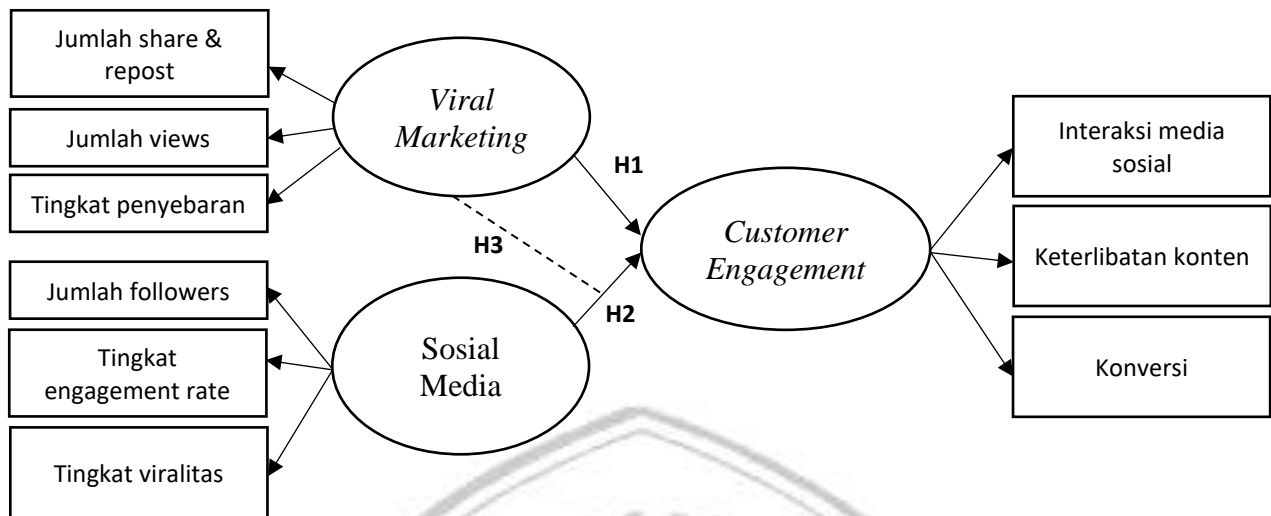 Jumlah share &
repost
Jumlah views
Tingkat penyebaran
Viral
Marketing
H1
H3
H2
Jumlah followers
Tingkat
engagement rate
Tingkat viralitas
Sosial
Media
Customer
Engagement
Interaksi media
sosial
Keterlibatan konten
Konversi